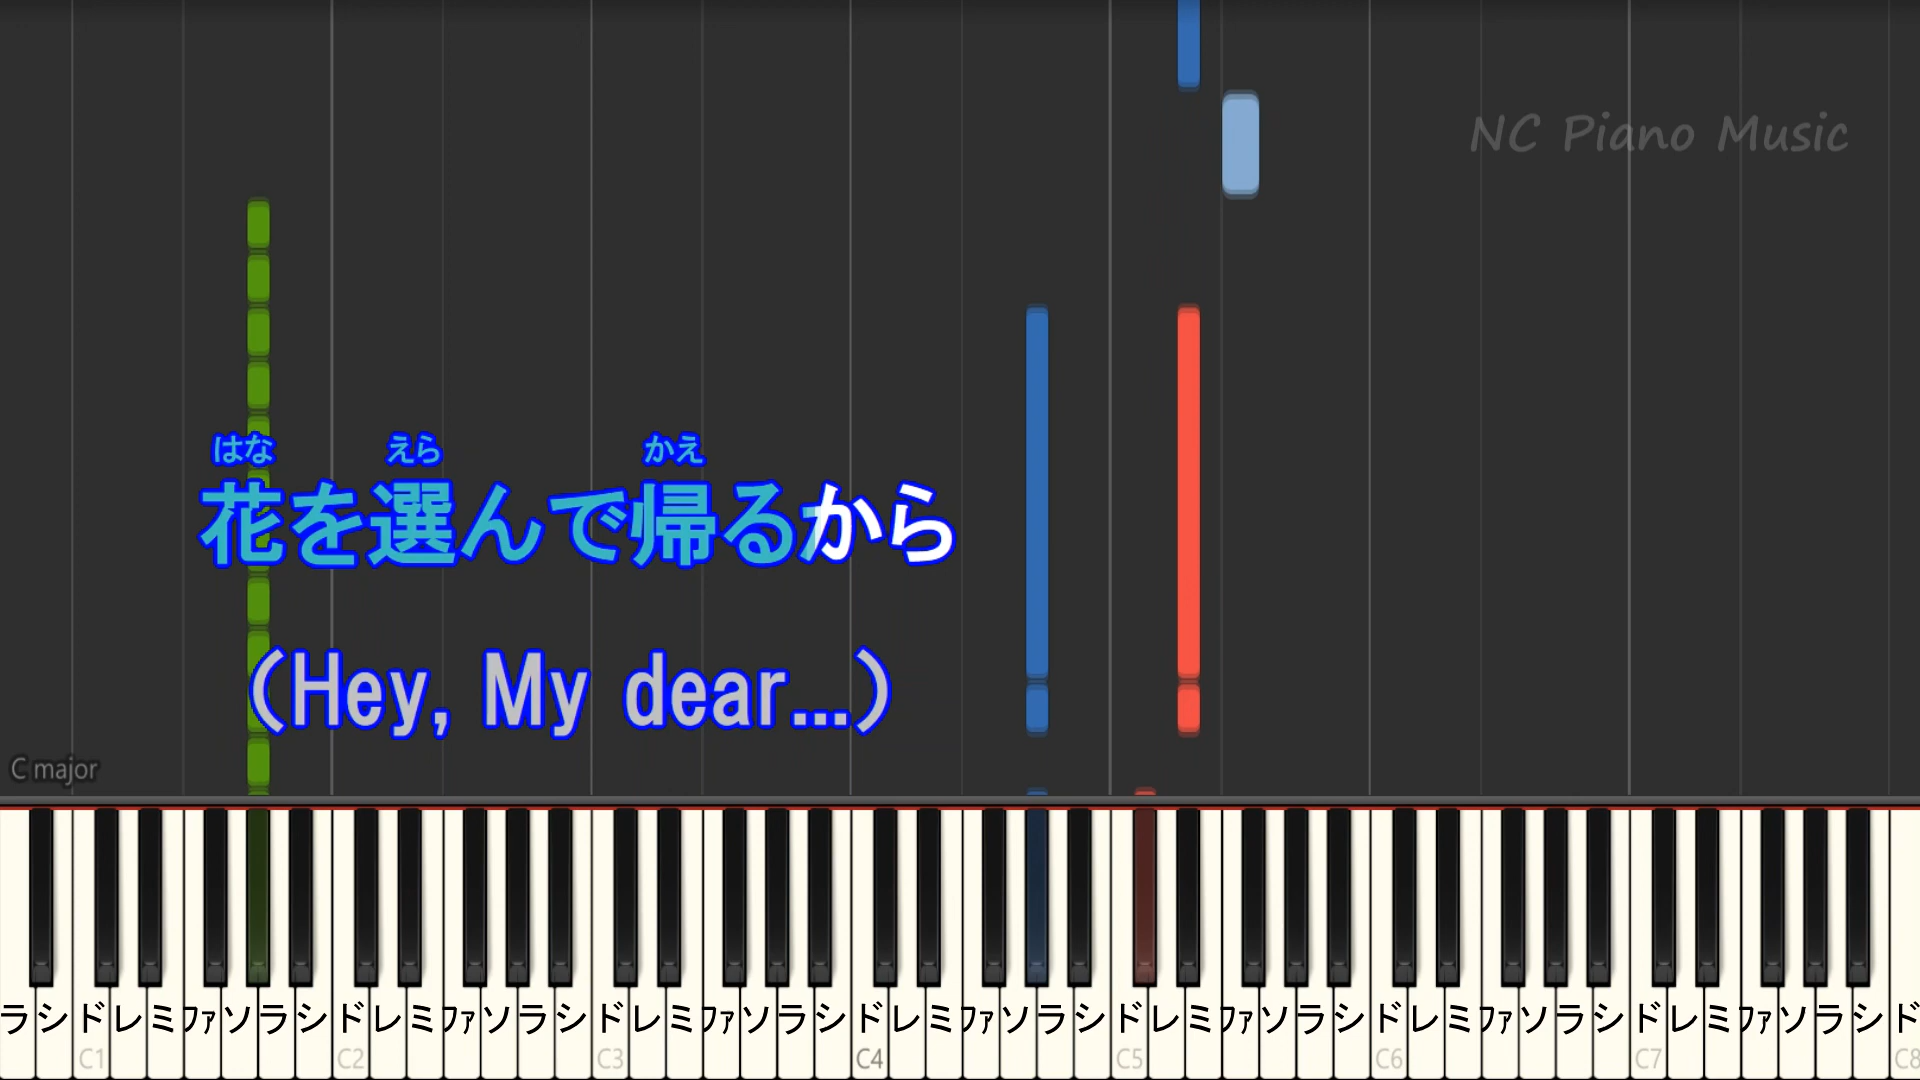 NC Piano Music
はな えら かえ
花を選んで帰るから
(Hey, My dear...)
C major
ラシドレミファソラシドレミファソラシドレミファソラシドレミファソラシドレミファソラシドレミファソラシドレミファソラシド
C1 C2 C3 C4 C5 C6 C7 C8